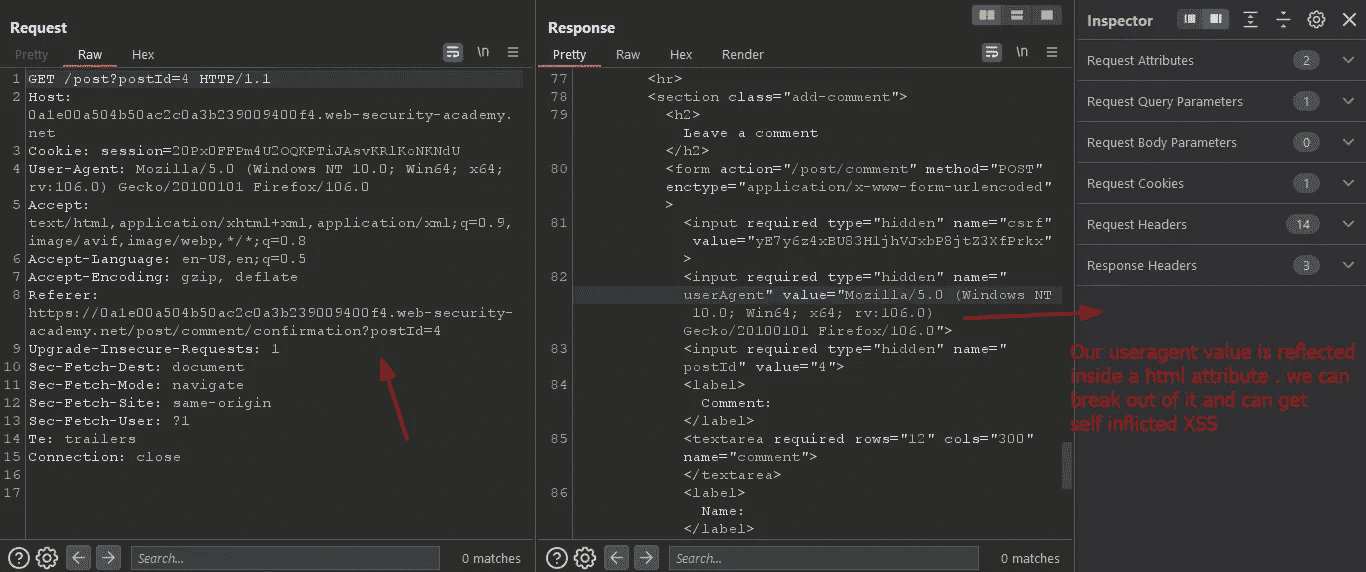 Request
Pretty Raw Hex
\n
1 GET /post?postId=4 HTTP/1.1
2 Host:
0a1e00a504b50ac2c0a3b239009400f4.web-security-academy.
net
3 Cookie: session=20Px0FFPm4U2OQKPTiJAsvKRlKoNKNdU
4 User-Agent: Mozilla/5.0 (Windows NT 10.0; Win64; x64;
rv:106.0) Gecko/20100101 Firefox/106.0
5 Accept:
text/html,application/xhtml+xml,application/xml;q=0.9,
image/avif,image/webp,*/*;q=0.8
6 Accept-Language: en-US,en;q=0.5
7 Accept-Encoding: gzip, deflate
8 Referer:
https://0a1e00a504b50ac2c0a3b239009400f4.web-security-
academy.net/post/comment/confirmation?postId=4
9 Upgrade-Insecure-Requests: 1
10 Sec-Fetch-Dest: document
11 Sec-Fetch-Mode: navigate
12 Sec-Fetch-Site: same-origin
13 Sec-Fetch-User: ?1
14 Te: trailers
15 Connection: close
16
17
Search...
0 matches
Response
Pretty Raw Hex Render
\n
77 <hr>
78 <section class="add-comment">
79 <h2>
Leave a comment
</h2>
80 <form action="/post/comment" method="POST"
enctype="application/x-www-form-urlencoded"
>
81 <input required type="hidden" name="csrf"
value="yE7y6z4xBU83H1jhVJxbP8jtZ3XfPrkx"
>
82 <input required type="hidden" name="
userAgent" value="Mozilla/5.0 (Windows NT
10.0; Win64; x64; rv:106.0)
Gecko/20100101 Firefox/106.0">
83 <input required type="hidden" name="
postId" value="4">
84 <label>
Comment:
</label>
85 <textarea required rows="12" cols="300"
name="comment">
</textarea>
86 <label>
Name:
</label>
Search...
0 matches
Inspector
Request Attributes 2
Request Query Parameters 1
Request Body Parameters 0
Request Cookies 1
Request Headers 14
Response Headers 3
Our useragent value is reflected
inside a html attribute . we can
break out of it and can get
self inflicted XSS